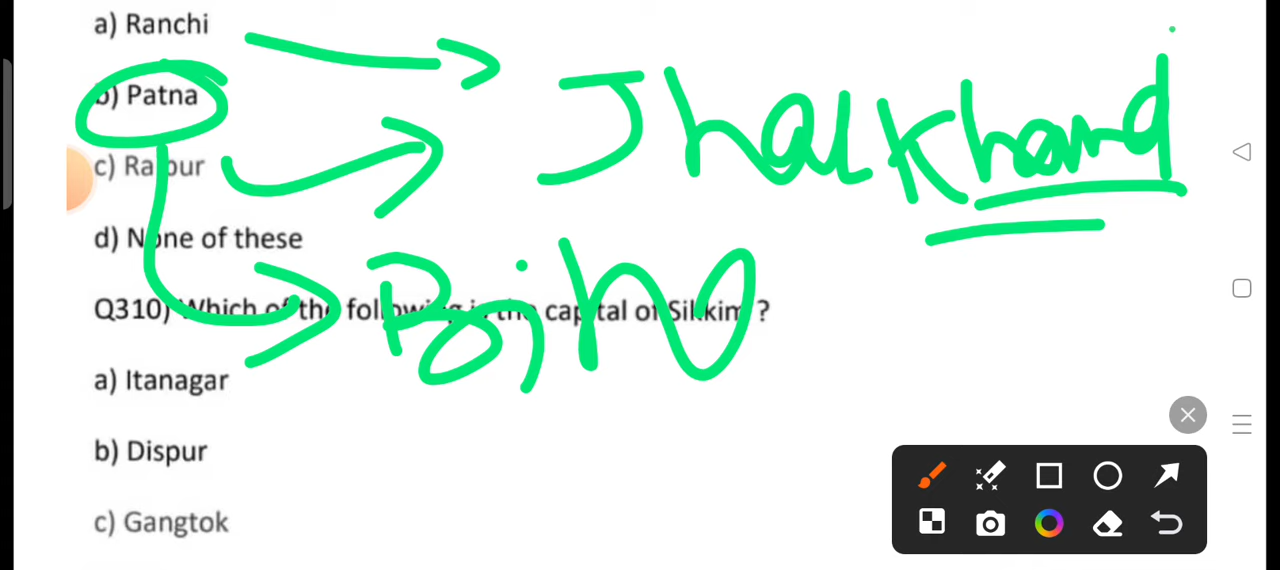 a) Ranchi
Jharkhand
b) Patna
c) Raipur
d) None of these
Q310) Which of the following is the capital of Sikkim ?
a) Itanagar
b) Dispur
c) Gangtok